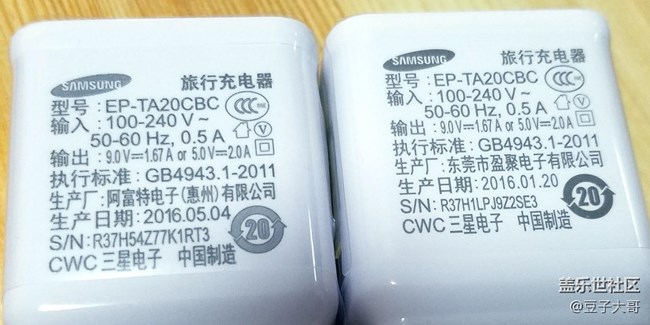 SAMSUNG 旅行充电器
型号：EP-TA20CBC
输入：100-240 V~
50-60 Hz, 0.5 A
输出：9.0V⎓1.67A or 5.0V⎓2.0A
执行标准：GB4943.1-2011
生产厂：阿富特电子(惠州)有限公司
生产日期：2016.05.04
S/N: R37H54Z77K1RT3
CWC 三星电子 中国制造
CCC
V
20
SAMSUNG 旅行充电器
型号：EP-TA20CBC
输入：100-240 V~
50-60 Hz, 0.5 A
输出：9.0V⎓1.67A or 5.0V⎓2.0A
执行标准：GB4943.1-2011
生产厂：东莞市盈聚电子有限公司
生产日期：2016.01.20
S/N: R37H1LPJ9Z2SE3
CWC 三星电子 中国制造
CCC
V
20
盖乐世社区
@豆子大哥